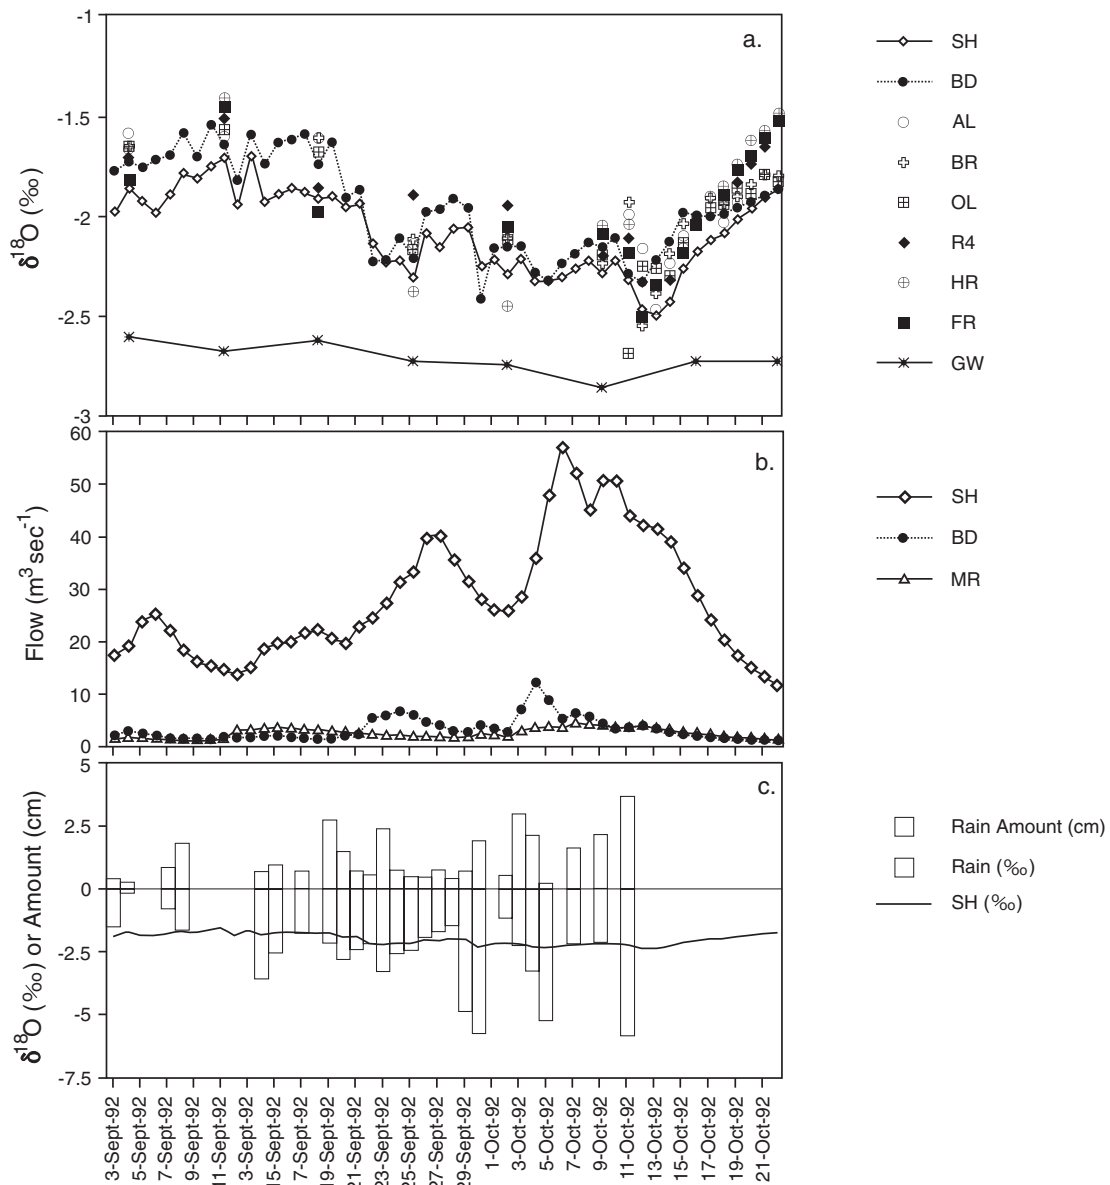 -1
-1.5
-2
-2.5
-3
δ¹⁸O (‰)
a.
SH
BD
AL
BR
OL
R4
HR
FR
GW
60
50
40
30
20
10
0
Flow (m³ sec⁻¹)
b.
SH
BD
MR
5
2.5
0
-2.5
-5
-7.5
δ¹⁸O (‰) or Amount (cm)
c.
Rain Amount (cm)
Rain (‰)
SH (‰)
3-Sept-92
5-Sept-92
7-Sept-92
9-Sept-92
11-Sept-92
13-Sept-92
15-Sept-92
17-Sept-92
19-Sept-92
21-Sept-92
23-Sept-92
25-Sept-92
27-Sept-92
29-Sept-92
1-Oct-92
3-Oct-92
5-Oct-92
7-Oct-92
9-Oct-92
11-Oct-92
13-Oct-92
15-Oct-92
17-Oct-92
19-Oct-92
21-Oct-92